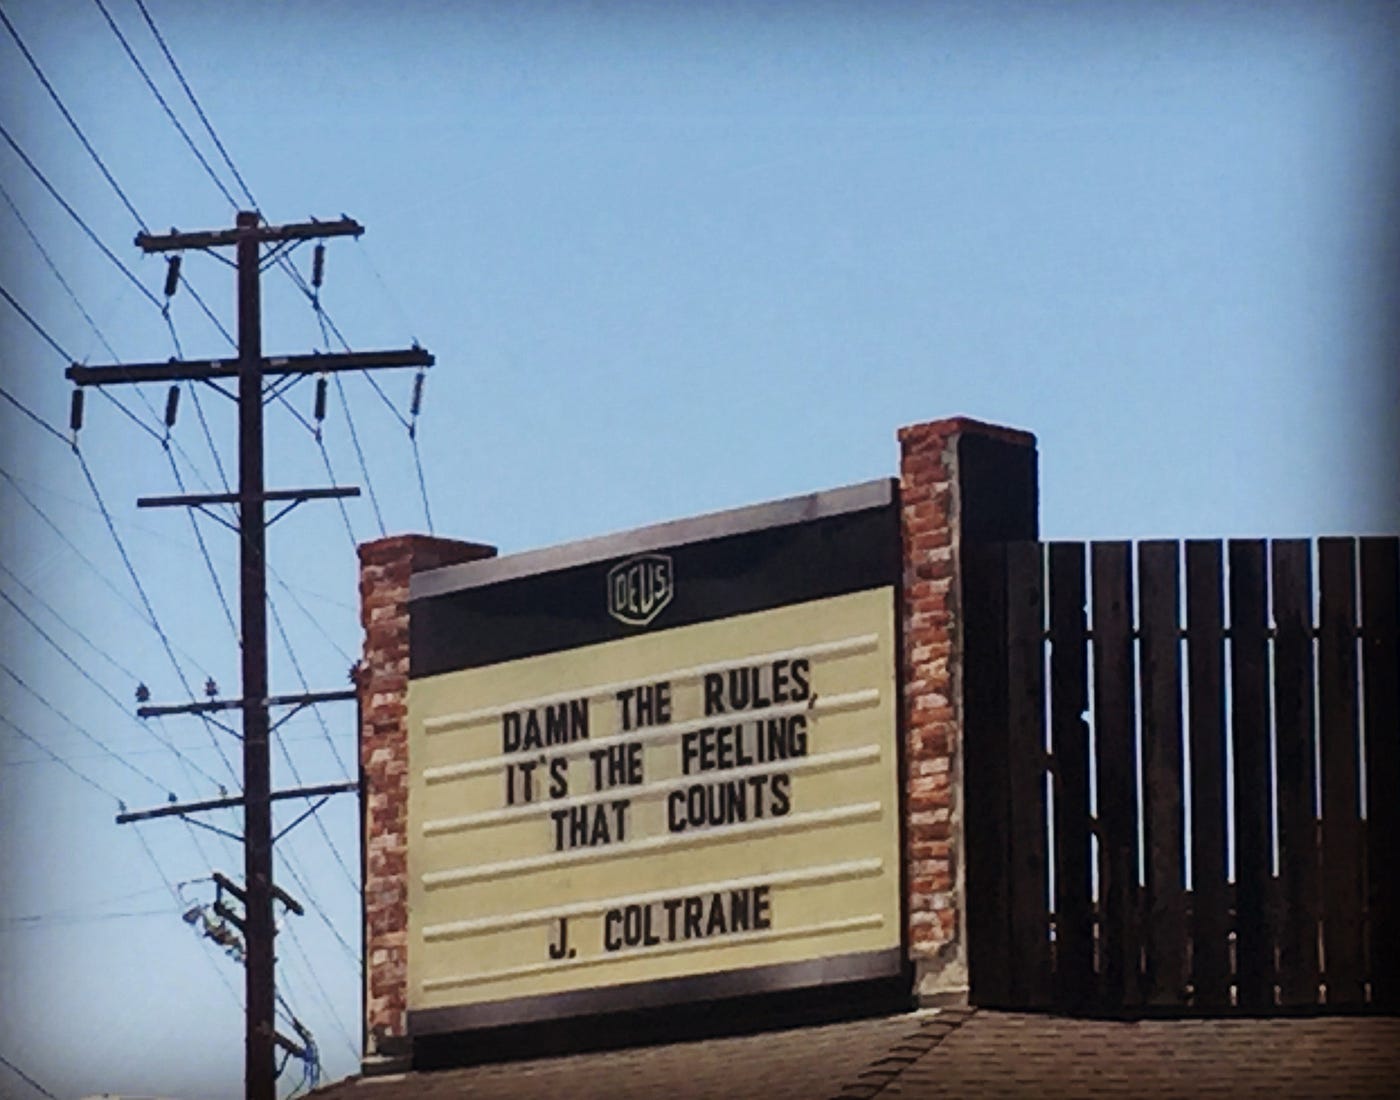 DEUS
DAMN THE RULES,
IT'S THE FEELING
THAT COUNTS
J. COLTRANE